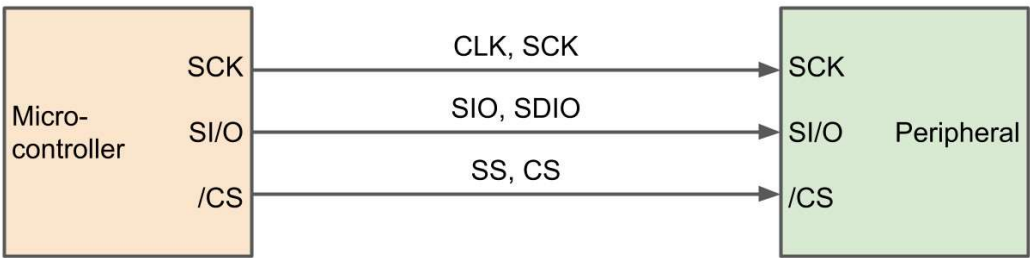 CLK, SCK
SCK
SCK
Micro-
controller
SIO, SDIO
SI/O
SI/O
Peripheral
SS, CS
/CS
/CS